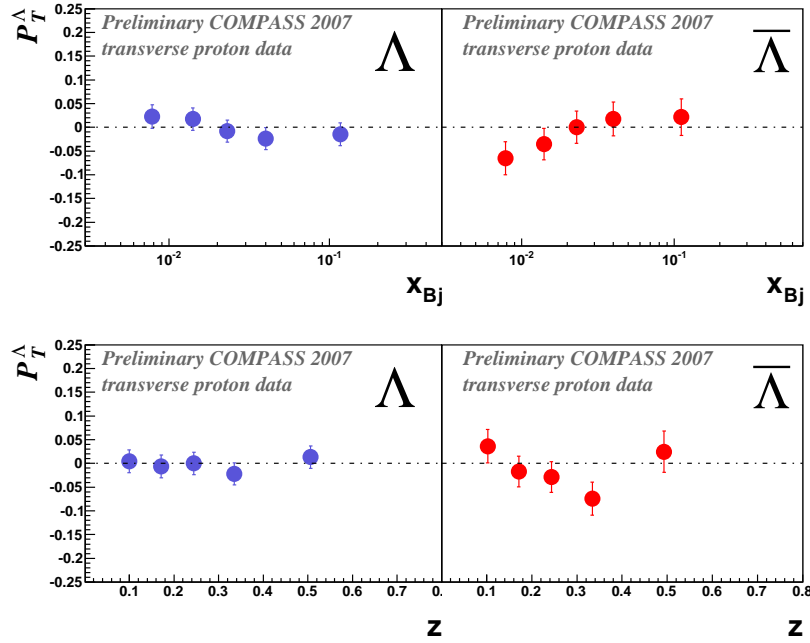 P_T^Λ
0.25
0.2
0.15
0.1
0.05
0
-0.05
-0.1
-0.15
-0.2
-0.25
Preliminary COMPASS 2007
transverse proton data
Λ
10^-2
10^-1
x_Bj
Preliminary COMPASS 2007
transverse proton data
Λ̅
10^-2
10^-1
x_Bj
P_T^Λ
0.25
0.2
0.15
0.1
0.05
0
-0.05
-0.1
-0.15
-0.2
-0.25
Preliminary COMPASS 2007
transverse proton data
Λ
0.1 0.2 0.3 0.4 0.5 0.6 0.7 0.
z
Preliminary COMPASS 2007
transverse proton data
Λ̅
0.1 0.2 0.3 0.4 0.5 0.6 0.7 0.8
z